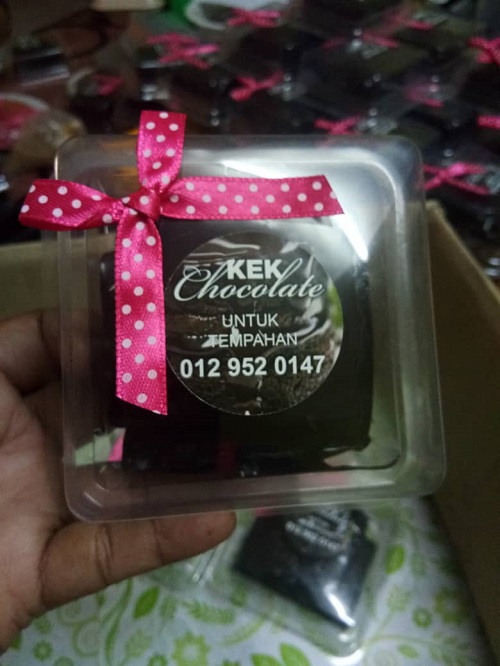 KEK
Chocolate
UNTUK
TEMPAHAN
012 952 0147